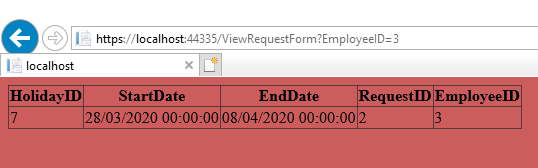 https://localhost:44335/ViewRequestForm?EmployeeID=3
localhost
HolidayID StartDate EndDate RequestID EmployeeID
7 28/03/2020 00:00:00 08/04/2020 00:00:00 2 3